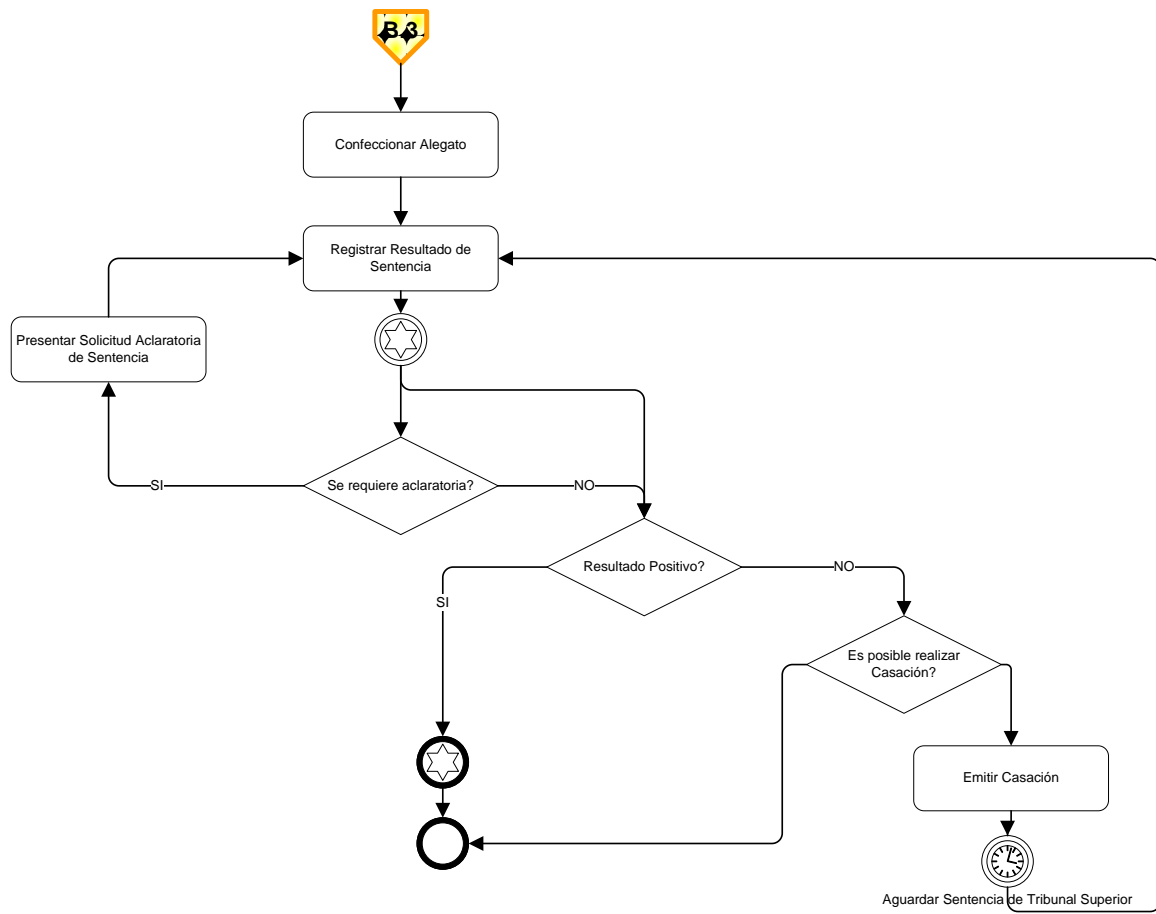 B.3
Confeccionar Alegato
Registrar Resultado de
Sentencia
Presentar Solicitud Aclaratoria
de Sentencia
Se requiere aclaratoria?
SI
NO
Resultado Positivo?
NO
SI
Es posible realizar
Casación?
Emitir Casación
Aguardar Sentencia de Tribunal Superior